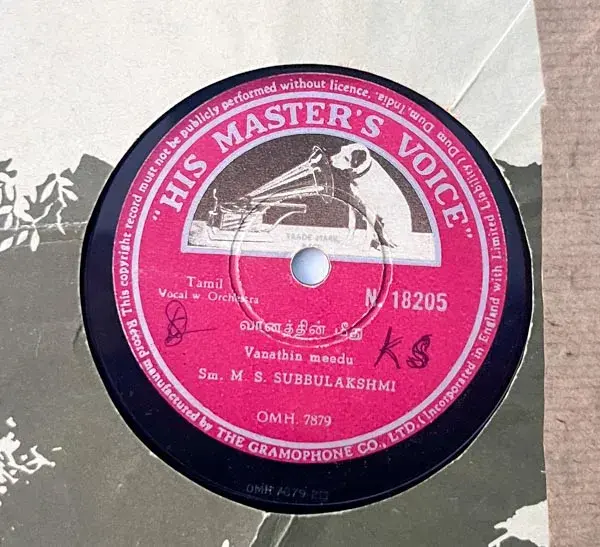 This copyright record must not be publicly performed without licence.
Dum Dum, India.
"HIS MASTER'S VOICE"
TRADE MARK
Tamil
Vocal w. Orchestra
N. 18205
வானத்தின் மீது
Vanathin meedu
KS
Sm. M. S. SUBBULAKSHMI
OMH. 7879
Record manufactured by THE GRAMOPHONE CO., LTD. (Incorporated in England with Limited Liability)
OMH 7879